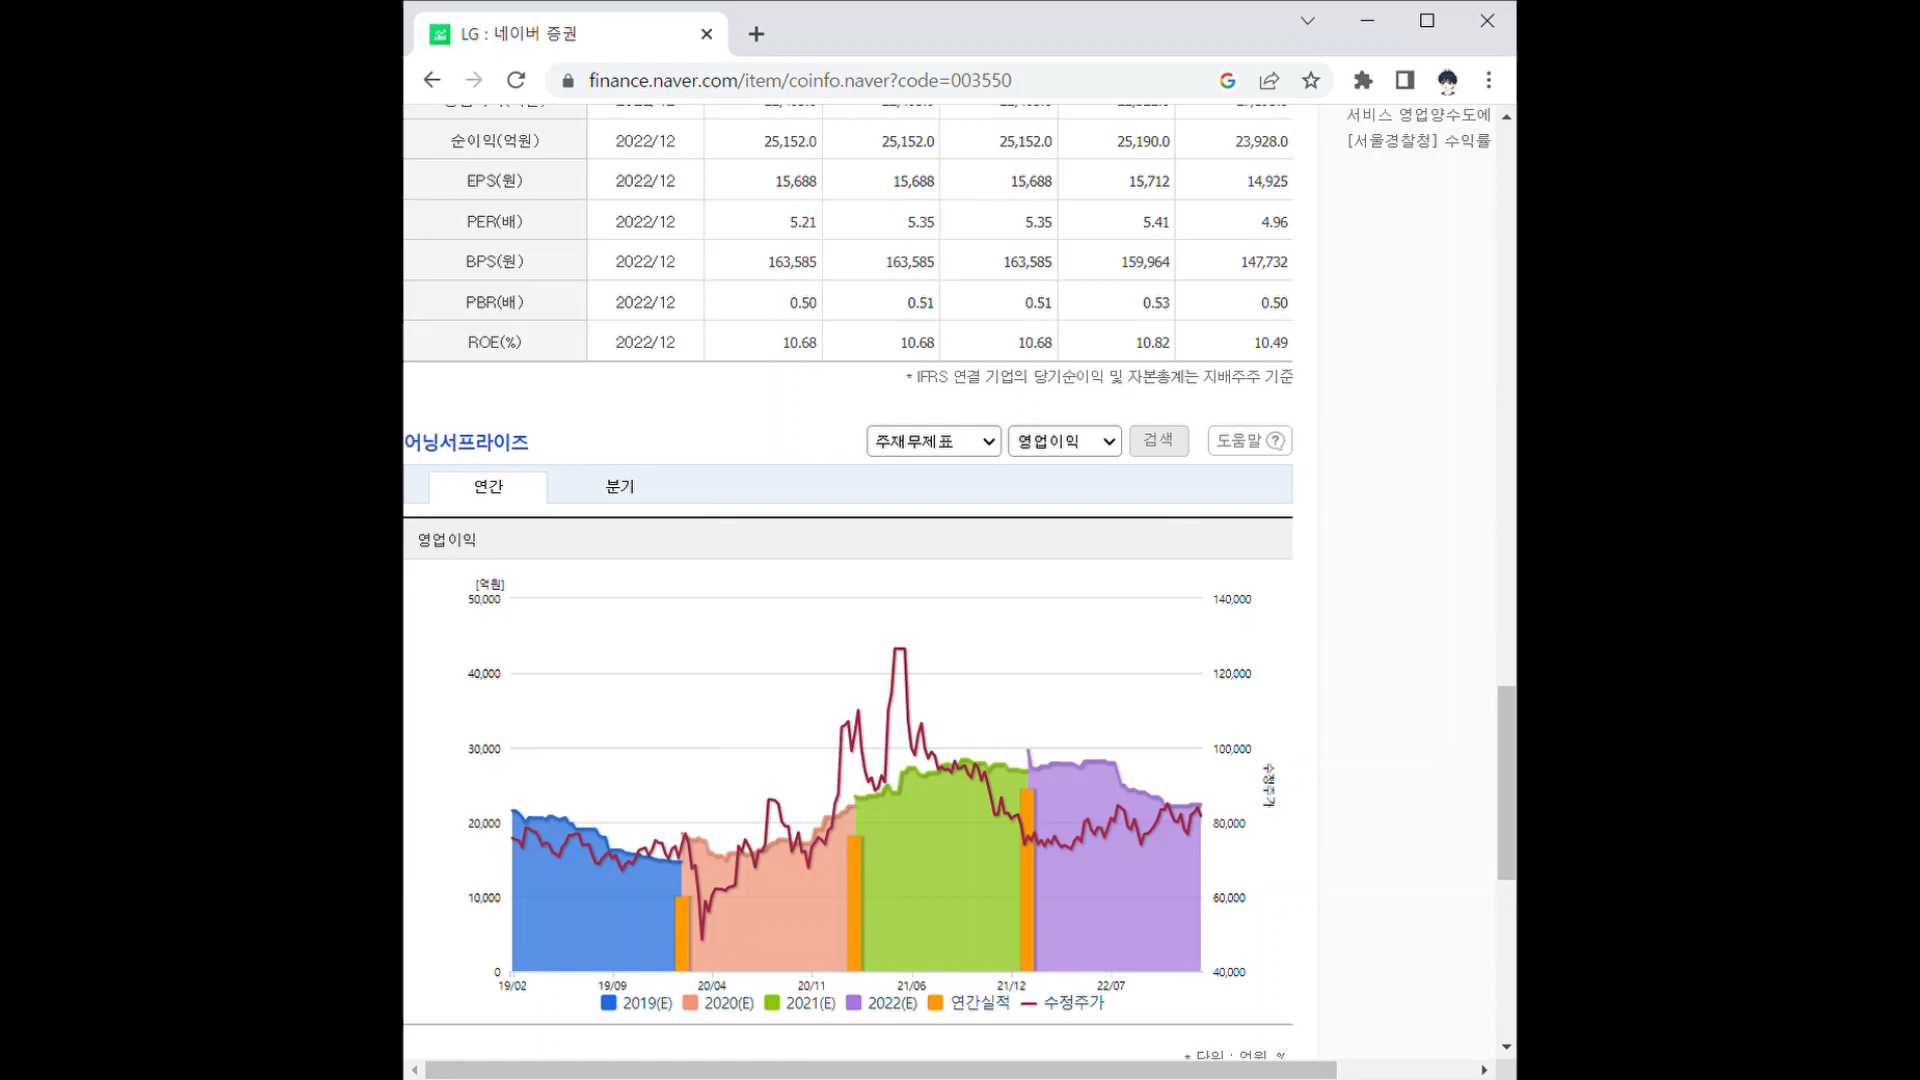 LG : 네이버 증권
finance.naver.com/item/coinfo.naver?code=003550
서비스 영업양수도에
[서울경찰청] 수익률
순이익(억원) 2022/12 25,152.0 25,152.0 25,152.0 25,190.0 23,928.0
EPS(원) 2022/12 15,688 15,688 15,688 15,712 14,925
PER(배) 2022/12 5.21 5.35 5.35 5.41 4.96
BPS(원) 2022/12 163,585 163,585 163,585 159,964 147,732
PBR(배) 2022/12 0.50 0.51 0.51 0.53 0.50
ROE(%) 2022/12 10.68 10.68 10.68 10.82 10.49
* IFRS 연결 기업의 당기순이익 및 자본총계는 지배주주 기준
어닝서프라이즈 주재무제표 영업이익 검색 도움말 ?
연간 분기
영업이익
[억원]
50,000 140,000
40,000 120,000
30,000 100,000
수정주가
20,000 80,000
10,000 60,000
0 40,000
19/02 19/09 20/04 20/11 21/06 21/12 22/07
2019(E) 2020(E) 2021(E) 2022(E) 연간실적 수정주가
* 단위 : 억원, %